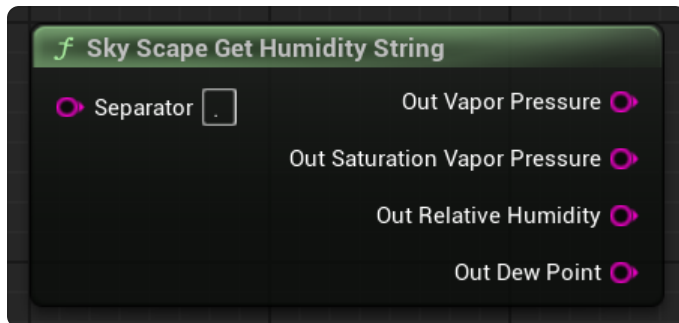 f Sky Scape Get Humidity String
Separator .
Out Vapor Pressure
Out Saturation Vapor Pressure
Out Relative Humidity
Out Dew Point